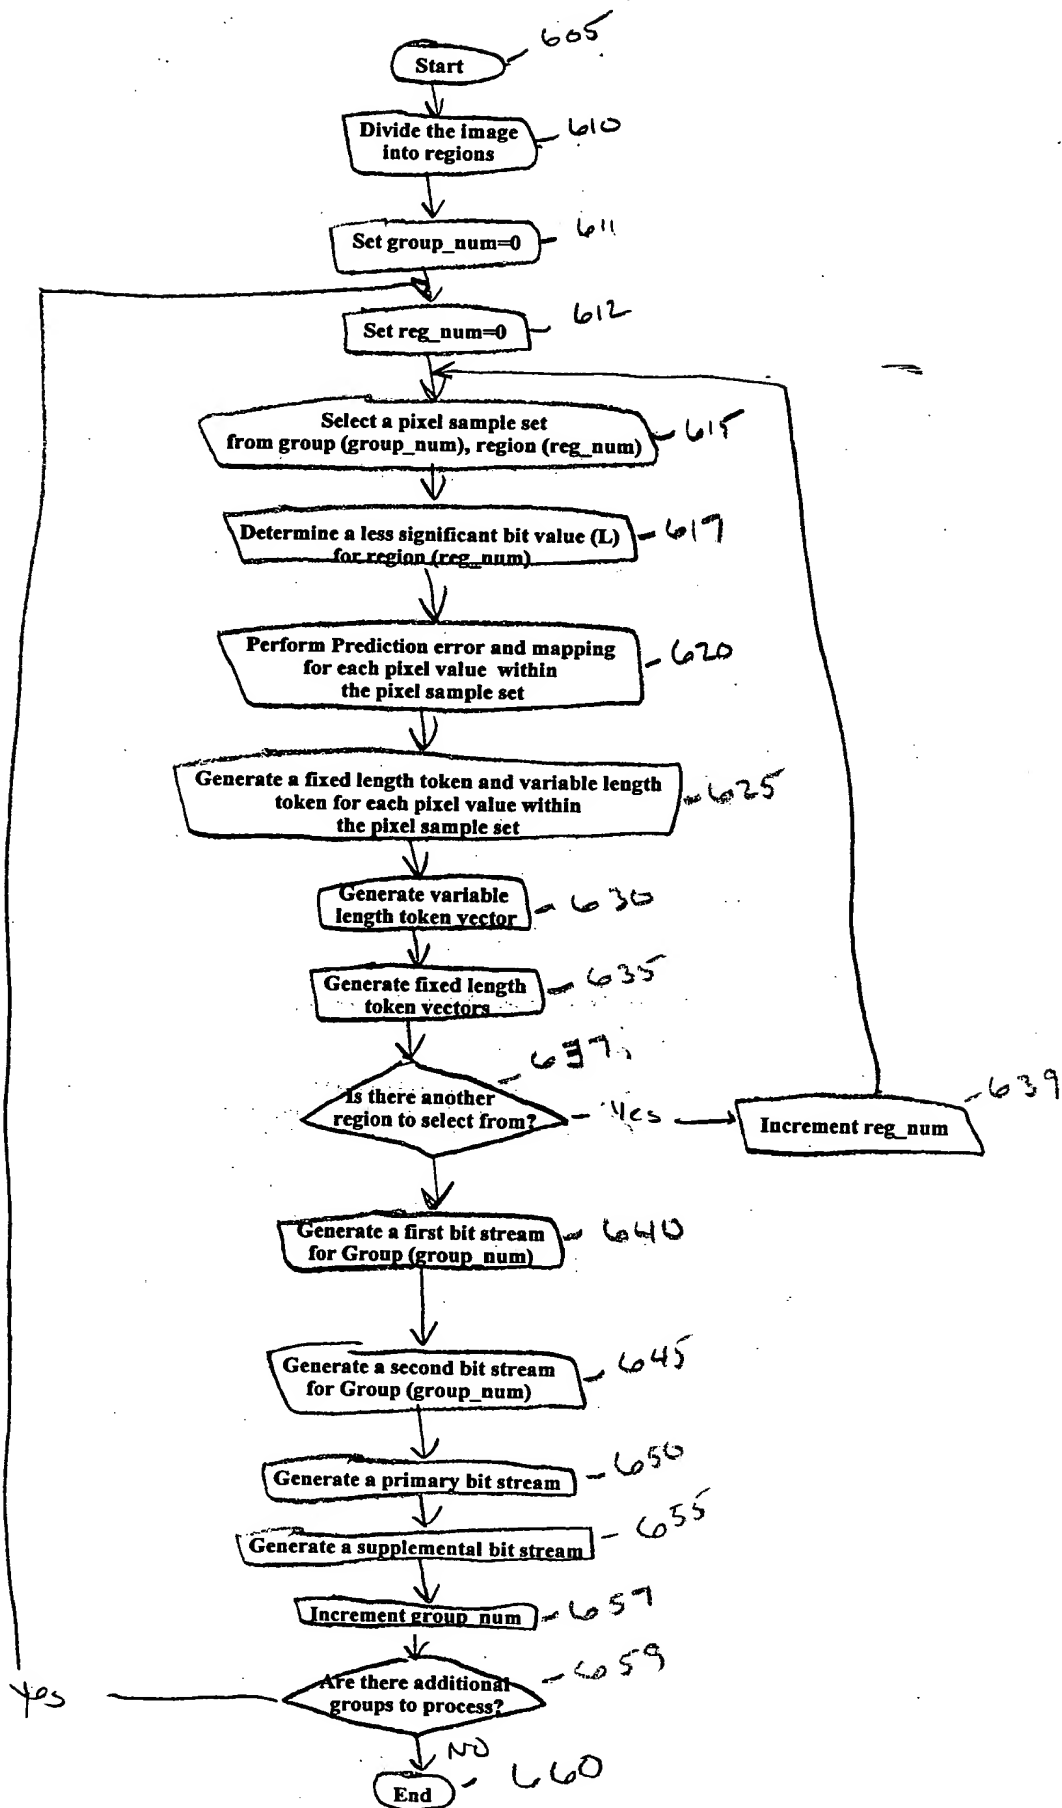 605
Start
Divide the image
into regions
610
Set group_num=0
611
Set reg_num=0
612
Select a pixel sample set
from group (group_num), region (reg_num)
615
Determine a less significant bit value (L)
for region (reg_num)
617
Perform Prediction error and mapping
for each pixel value within
the pixel sample set
620
Generate a fixed length token and variable length
token for each pixel value within
the pixel sample set
625
Generate variable
length token vector
630
Generate fixed length
token vectors
635
637
Is there another
region to select from?
Yes
Increment reg_num
639
Generate a first bit stream
for Group (group_num)
640
Generate a second bit stream
for Group (group_num)
645
Generate a primary bit stream
650
Generate a supplemental bit stream
655
Increment group_num
657
Are there additional
groups to process?
659
Yes
NO
End
660